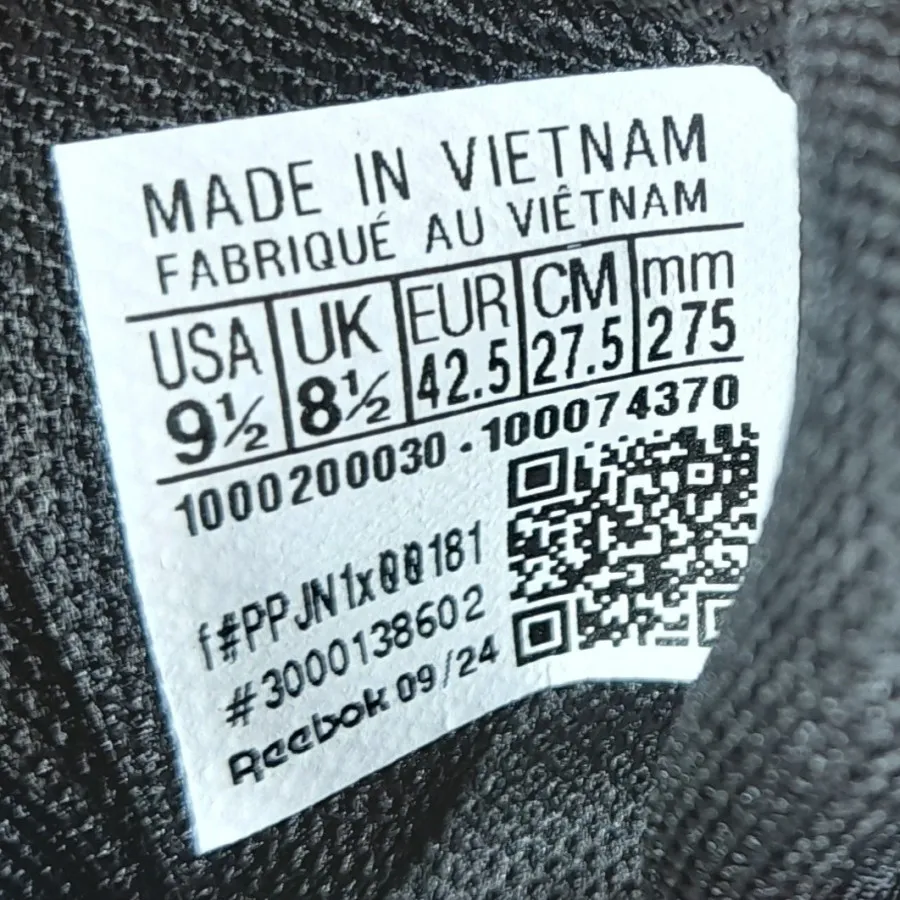 MADE IN VIETNAM
FABRIQUÉ AU VIÊTNAM
USA UK EUR CM mm
9½ 8½ 42.5 27.5 275
1000200030 - 100074370
f#PPJN1x00181
#3000138602
Reebok 09/24